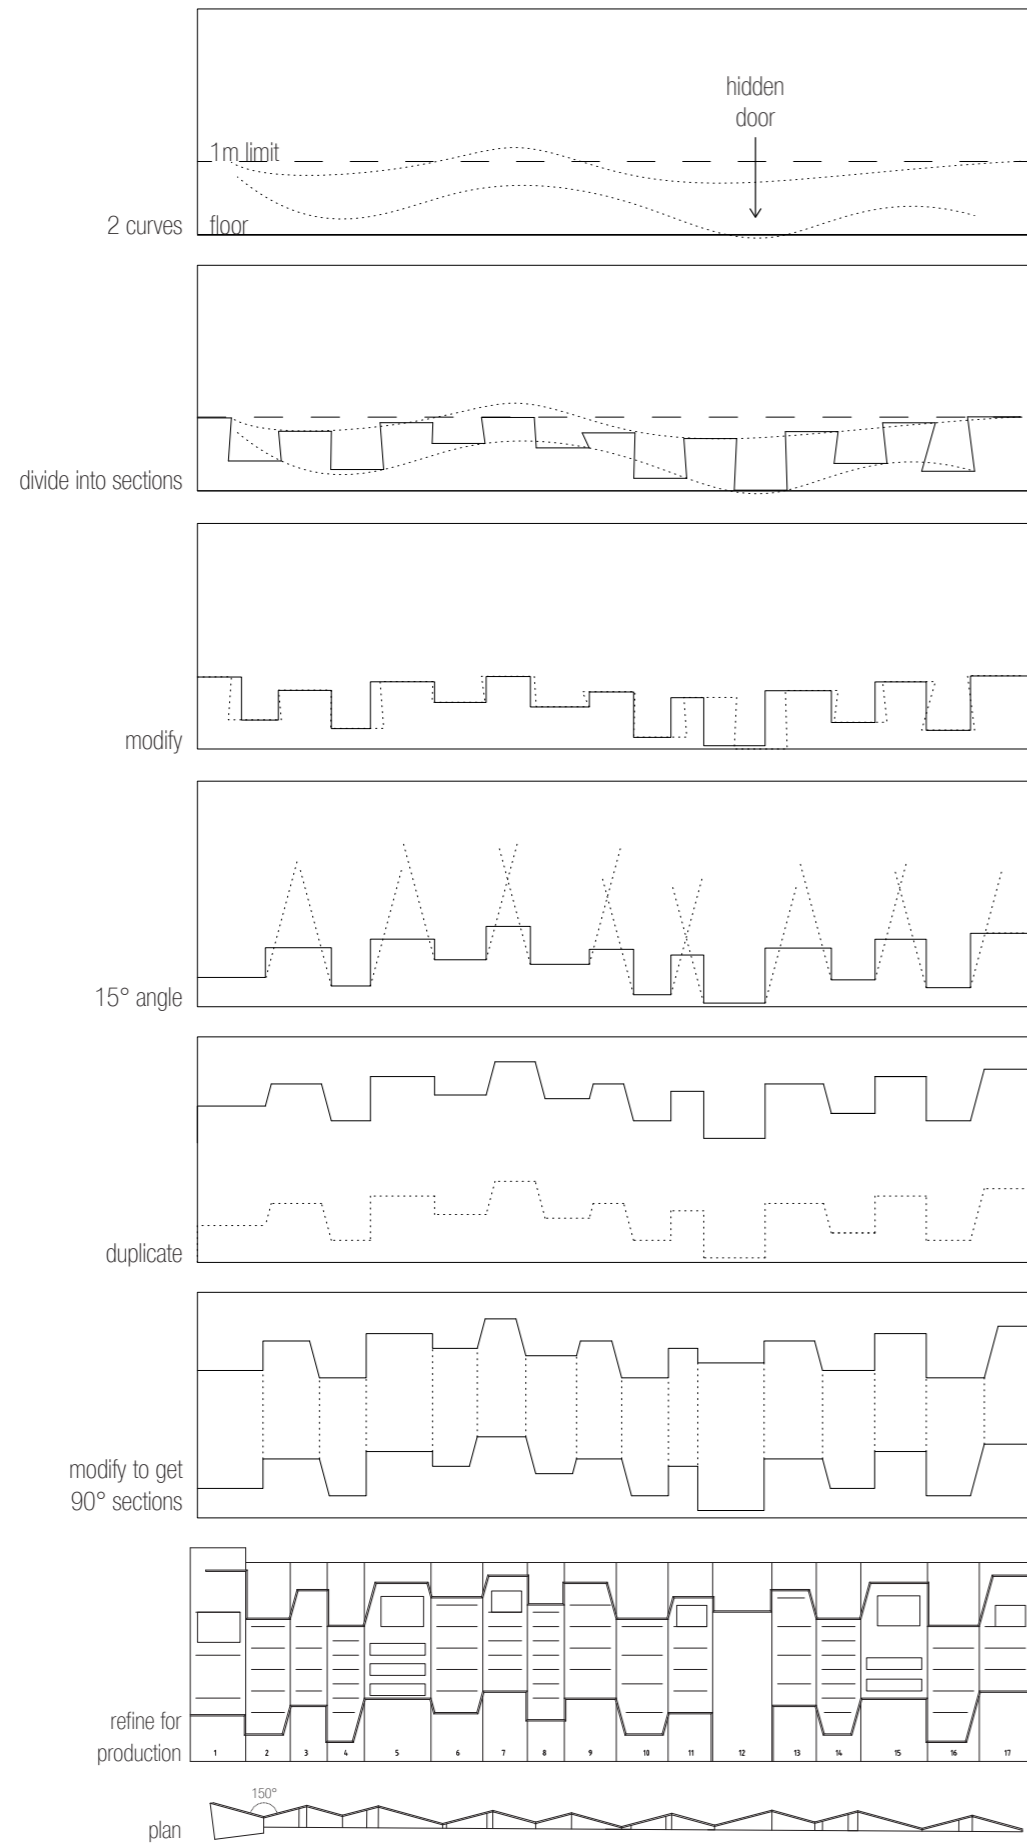 hidden
door
1m limit
2 curves
floor
divide into sections
modify
15° angle
duplicate
modify to get
90° sections
refine for
production
1 2 3 4 5 6 7 8 9 10 11 12 13 14 15 16 17
150°
plan